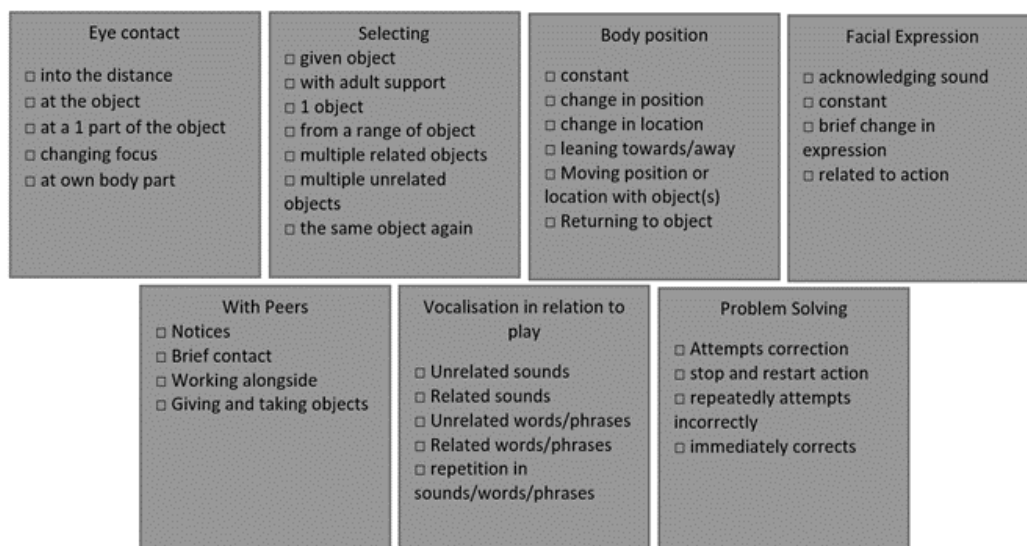 Eye contact
□ into the distance
□ at the object
□ at a 1 part of the object
□ changing focus
□ at own body part
Selecting
□ given object
□ with adult support
□ 1 object
□ from a range of object
□ multiple related objects
□ multiple unrelated
objects
□ the same object again
Body position
□ constant
□ change in position
□ change in location
□ leaning towards/away
□ Moving position or
location with object(s)
□ Returning to object
Facial Expression
□ acknowledging sound
□ constant
□ brief change in
expression
□ related to action
With Peers
□ Notices
□ Brief contact
□ Working alongside
□ Giving and taking objects
Vocalisation in relation to
play
□ Unrelated sounds
□ Related sounds
□ Unrelated words/phrases
□ Related words/phrases
□ repetition in
sounds/words/phrases
Problem Solving
□ Attempts correction
□ stop and restart action
□ repeatedly attempts
incorrectly
□ immediately corrects